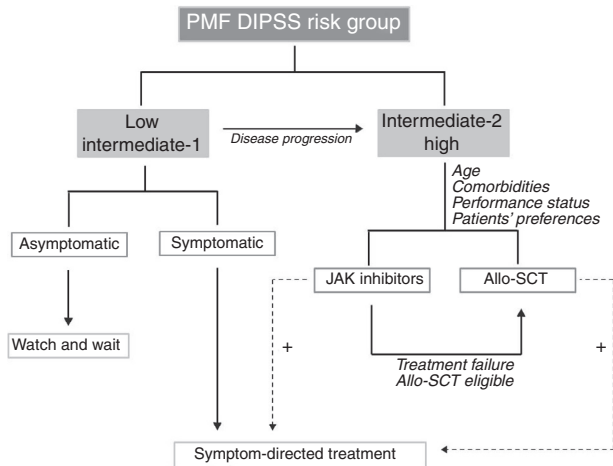 PMF DIPSS risk group
Low
intermediate-1
Disease progression
Intermediate-2
high
Age
Comorbidities
Performance status
Patients' preferences
Asymptomatic
Symptomatic
JAK inhibitors
Allo-SCT
Watch and wait
+
+
Treatment failure
Allo-SCT eligible
Symptom-directed treatment